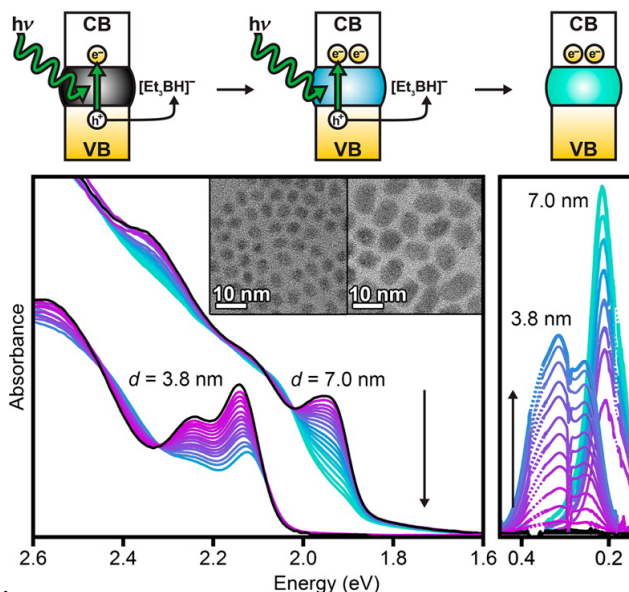 hν
CB
hν
CB
CB
e⁻
e⁻ e⁻
e⁻ e⁻
[Et₃BH]⁻
[Et₃BH]⁻
h⁺
h⁺
VB
VB
VB
7.0 nm
10 nm
10 nm
3.8 nm
d = 3.8 nm
d = 7.0 nm
Absorbance
2.6
2.4
2.2
2.0
1.8
1.6
0.4
0.2
Energy (eV)